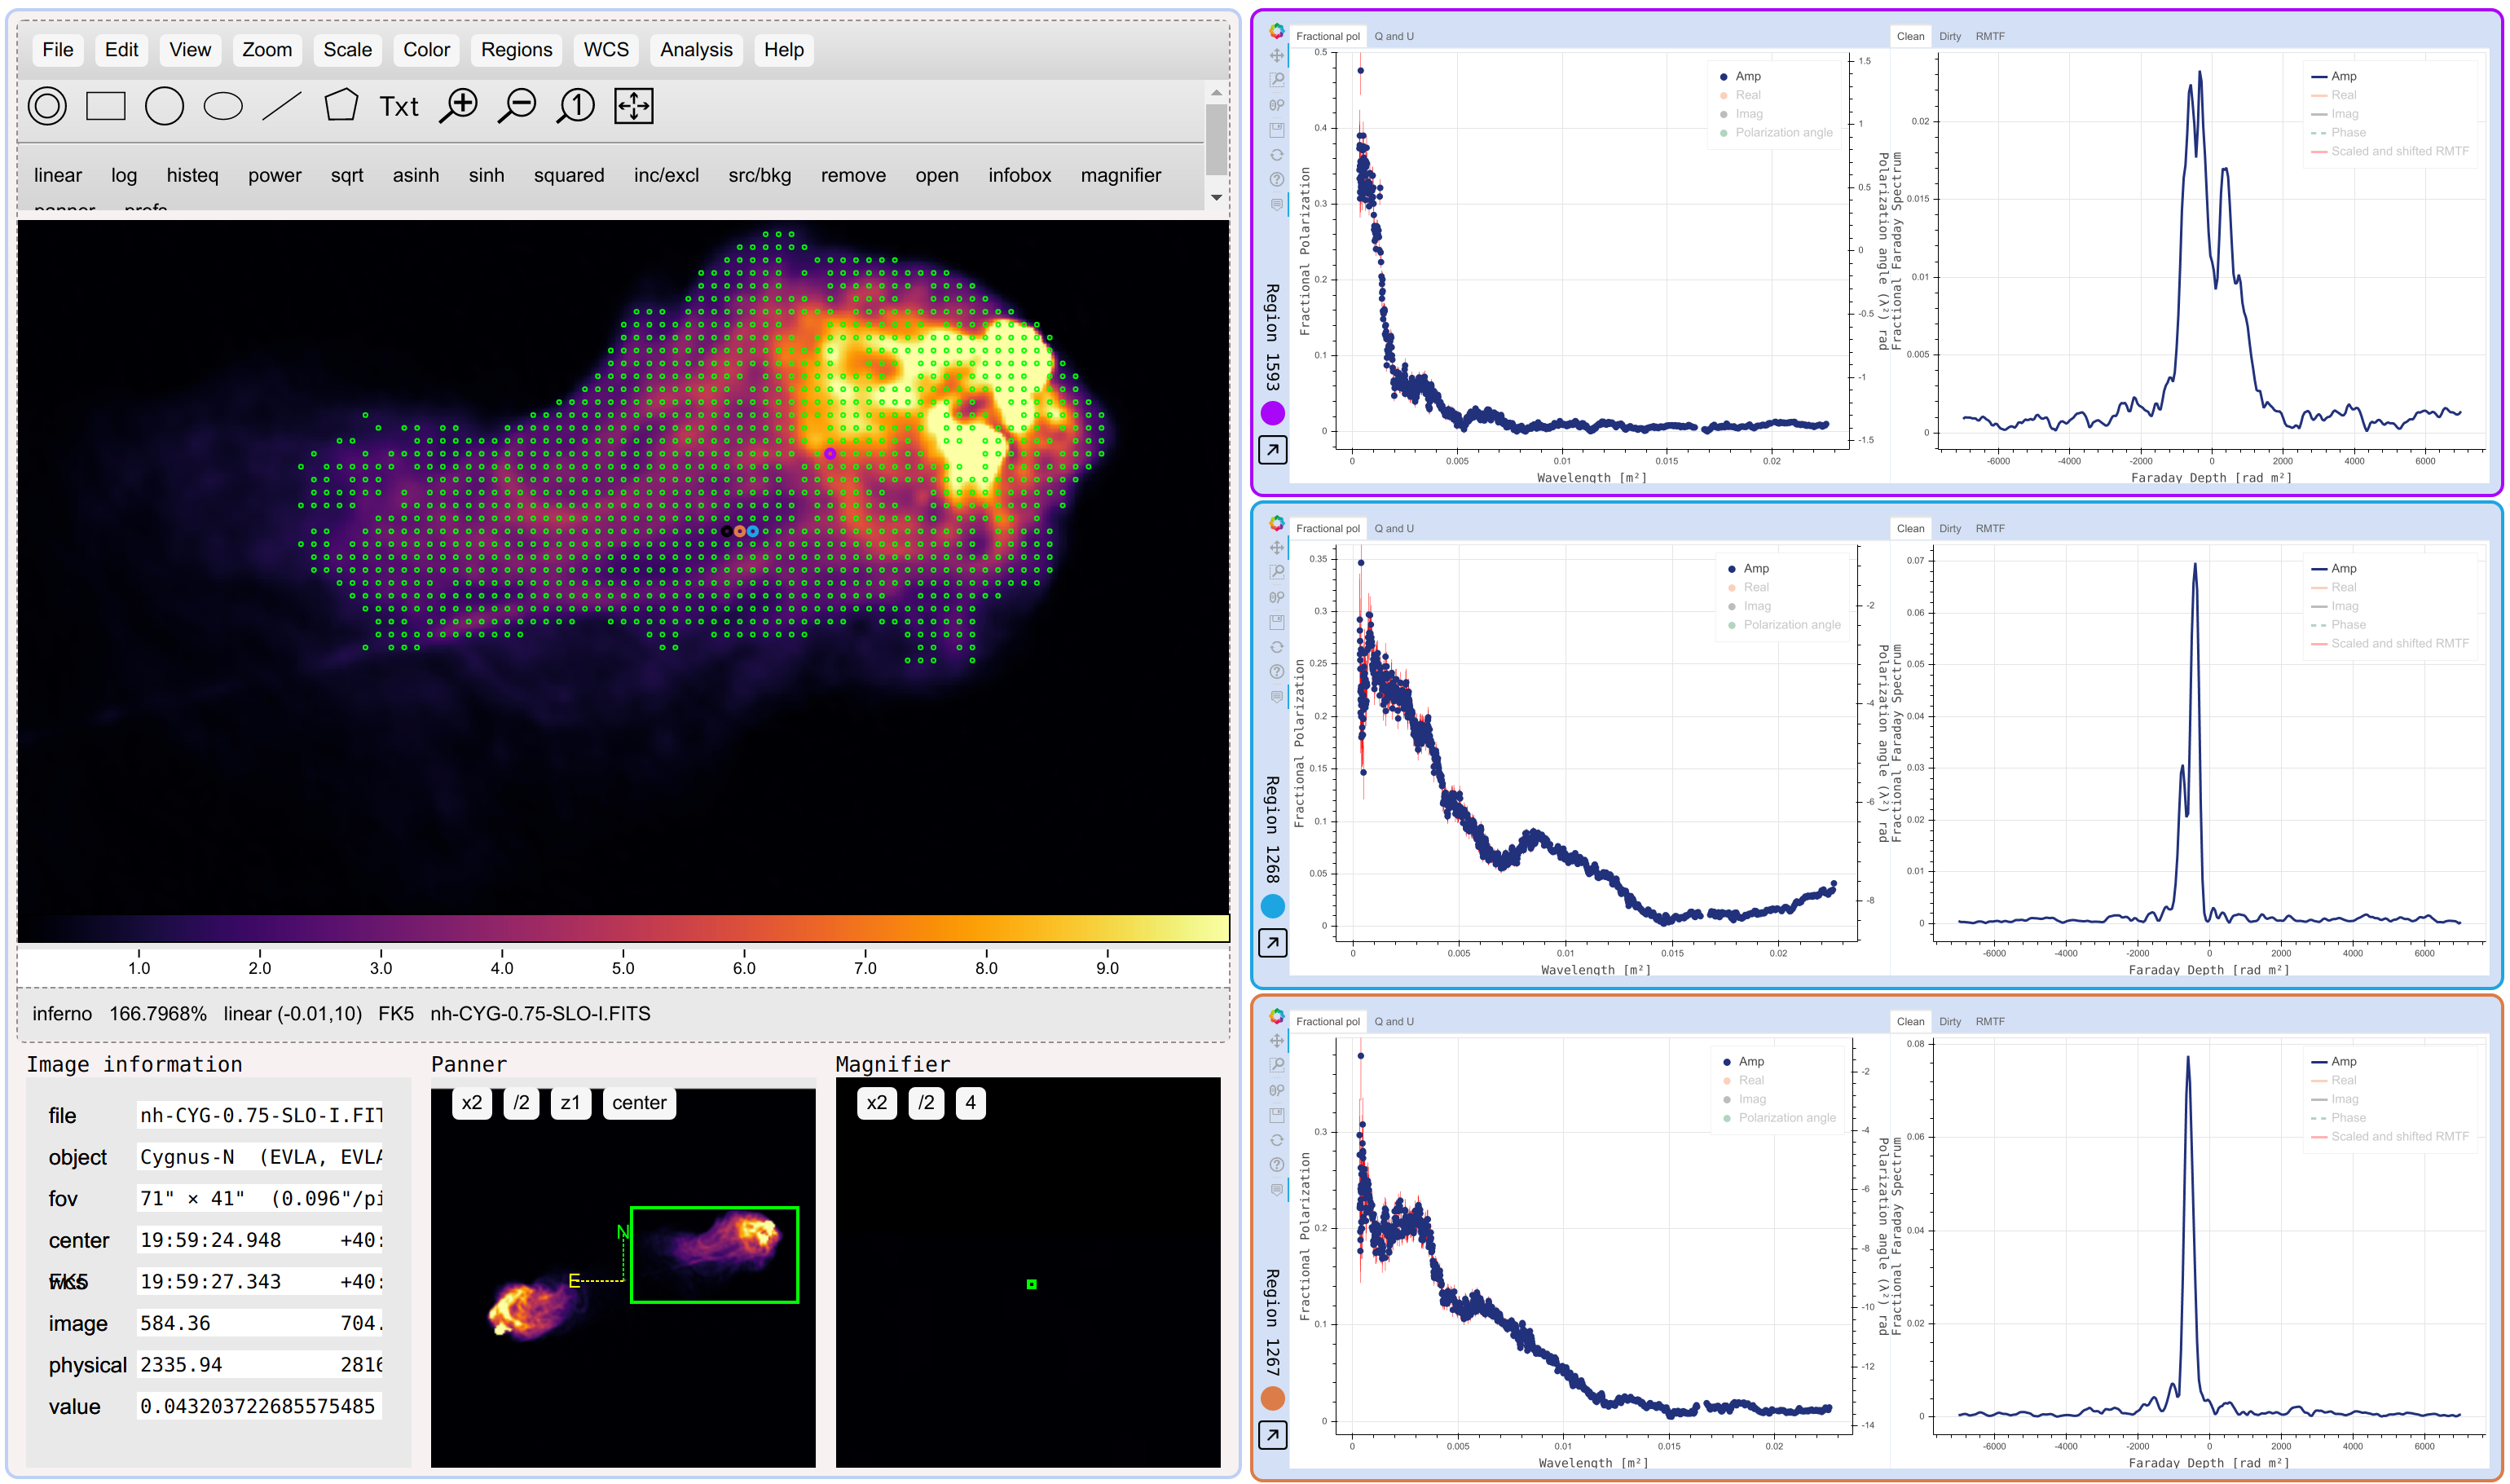 File Edit View Zoom Scale Color Regions WCS Analysis Help
Txt
1
linear log histeq power sqrt asinh sinh squared inc/excl src/bkg remove open infobox magnifier
panner prefs
1.0 2.0 3.0 4.0 5.0 6.0 7.0 8.0 9.0
inferno 166.7968% linear (-0.01,10) FK5 nh-CYG-0.75-SLO-I.FITS
Image information
file nh-CYG-0.75-SLO-I.FIT
object Cygnus-N (EVLA, EVLA
fov 71" × 41" (0.096"/pi
center 19:59:24.948 +40:
FK5 19:59:27.343 +40:
image 584.36 704.
physical 2335.94 2816
value 0.043203722685575485
Panner
x2 /2 z1 center
N
E
Magnifier
x2 /2 4
Region 1593
Fractional pol Q and U
Fractional Polarization
0.5
0.4
0.3
0.2
0.1
0
0 0.005 0.01 0.015 0.02
Wavelength [m²]
1.5
1
0.5
0
-0.5
-1
-1.5
Polarization angle (λ²) rad
Amp
Real
Imag
Polarization angle
Clean Dirty RMTF
Fractional Faraday Spectrum
0.02
0.015
0.01
0.005
0
-6000 -4000 -2000 0 2000 4000 6000
Faraday Depth [rad m²]
Amp
Real
Imag
Phase
Scaled and shifted RMTF
Region 1268
Fractional pol Q and U
Fractional Polarization
0.35
0.3
0.25
0.2
0.15
0.1
0.05
0
0 0.005 0.01 0.015 0.02
Wavelength [m²]
-2
-4
-6
-8
Polarization angle (λ²) rad
Amp
Real
Imag
Polarization angle
Clean Dirty RMTF
Fractional Faraday Spectrum
0.07
0.06
0.05
0.04
0.03
0.02
0.01
0
-6000 -4000 -2000 0 2000 4000 6000
Faraday Depth [rad m²]
Amp
Real
Imag
Phase
Scaled and shifted RMTF
Region 1267
Fractional pol Q and U
Fractional Polarization
0.3
0.2
0.1
0
0 0.005 0.01 0.015 0.02
Wavelength [m²]
-2
-4
-6
-8
-10
-12
-14
Polarization angle (λ²) rad
Amp
Real
Imag
Polarization angle
Clean Dirty RMTF
Fractional Faraday Spectrum
0.08
0.06
0.04
0.02
0
-6000 -4000 -2000 0 2000 4000 6000
Faraday Depth [rad m²]
Amp
Real
Imag
Phase
Scaled and shifted RMTF